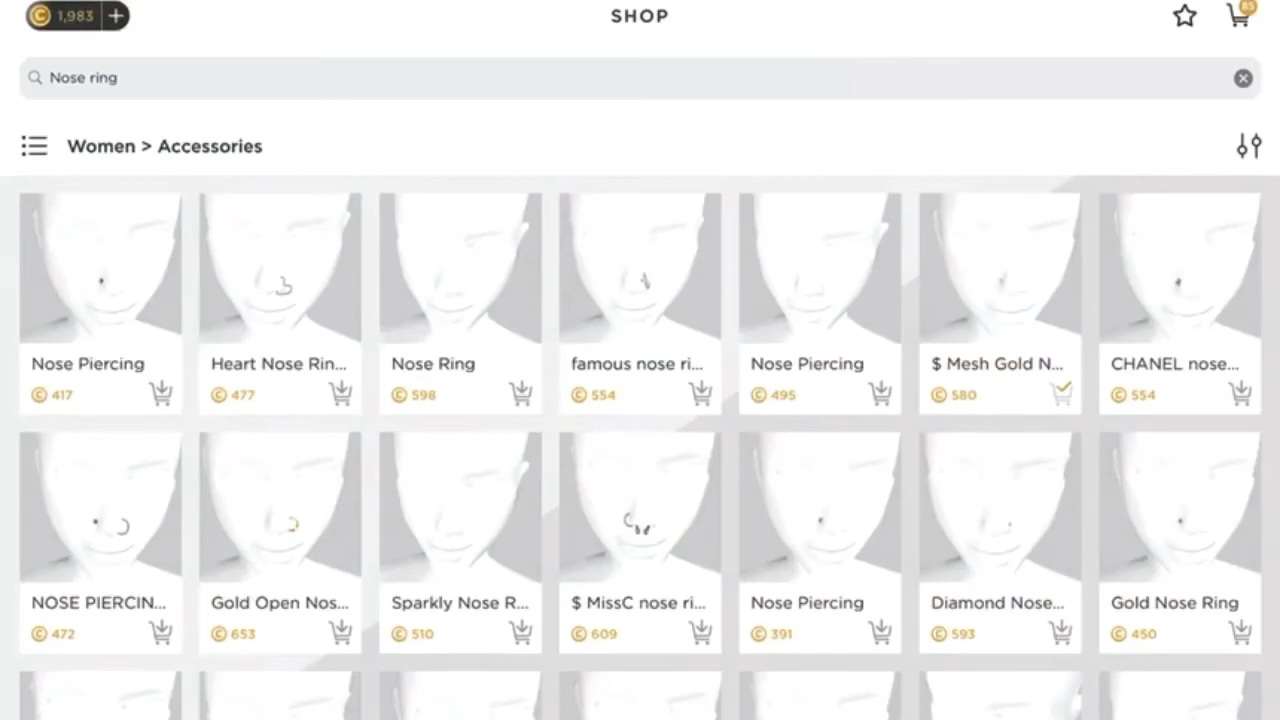 1,983 +
SHOP
85
Nose ring
Women > Accessories
Nose Piercing
417
Heart Nose Rin...
477
Nose Ring
598
famous nose ri...
554
Nose Piercing
495
$ Mesh Gold N...
580
CHANEL nose...
554
NOSE PIERCIN...
472
Gold Open Nos...
653
Sparkly Nose R...
510
$ MissC nose ri...
609
Nose Piercing
391
Diamond Nose...
593
Gold Nose Ring
450